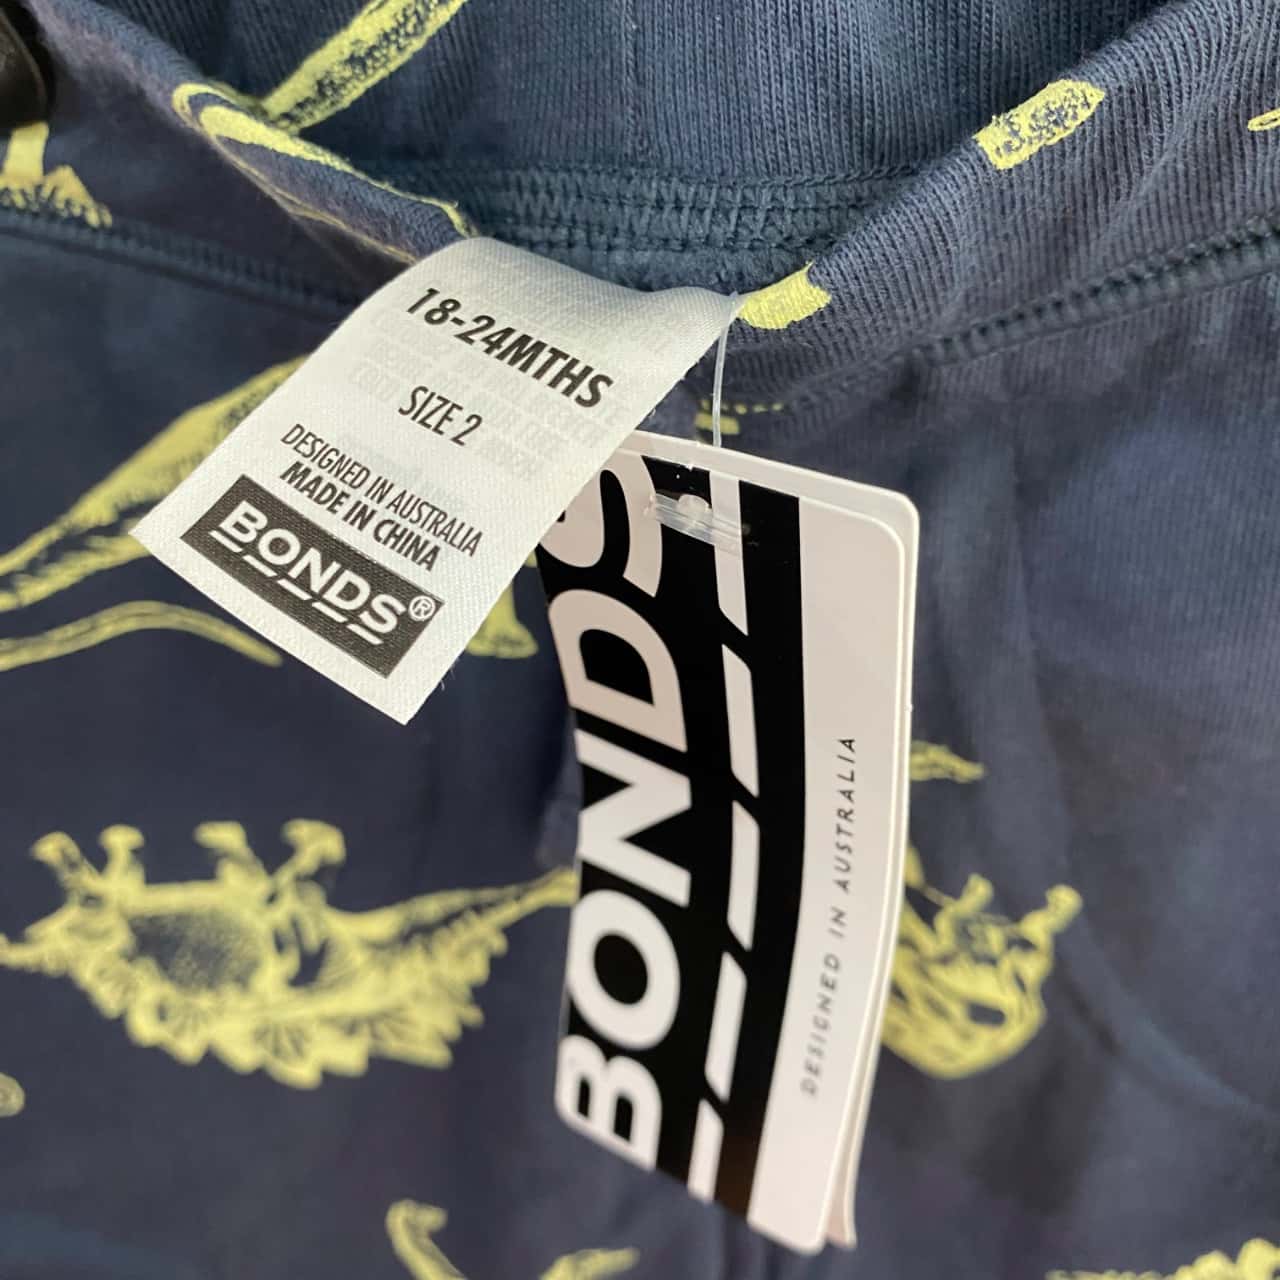 18-24MTHS
SIZE 2
DESIGNED IN AUSTRALIA
MADE IN CHINA
BONDS®
BONDS
DESIGNED IN AUSTRALIA